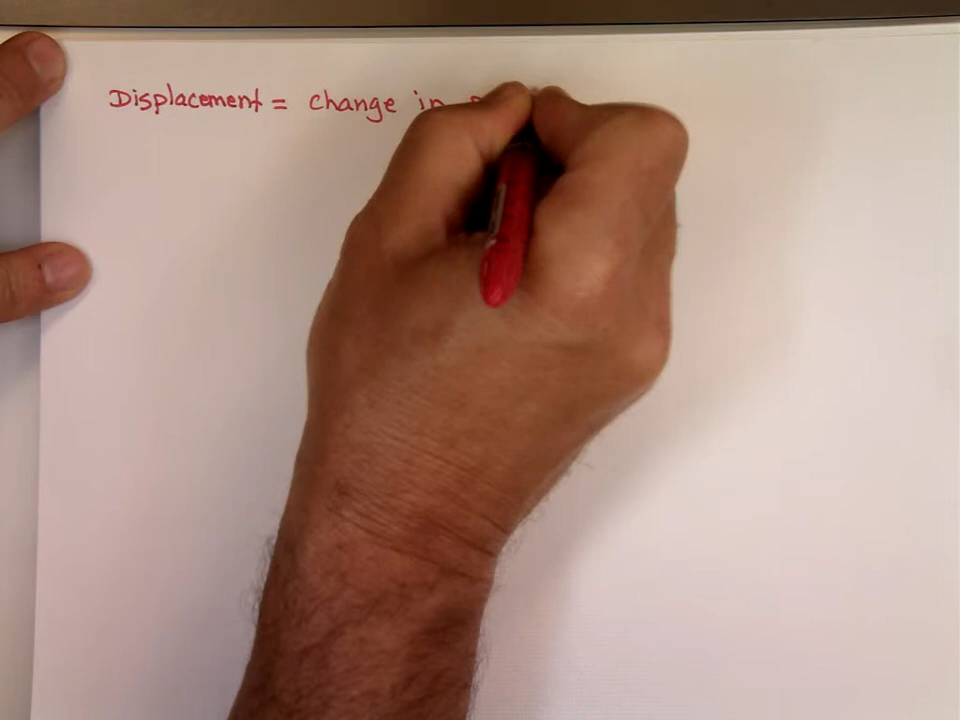 Displacement = change in